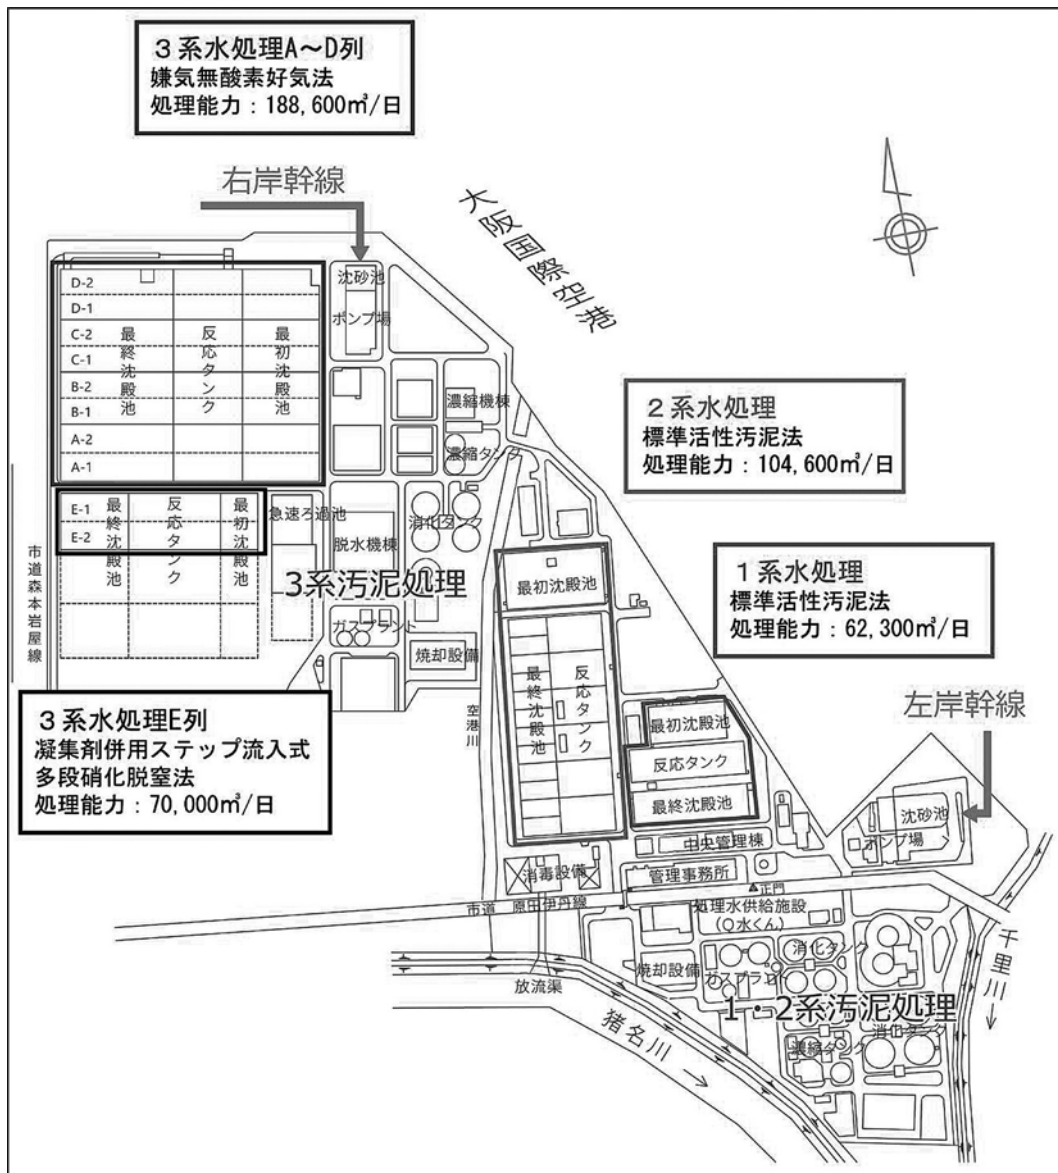 3系水処理A～D列
嫌気無酸素好気法
処理能力：188,600㎥/日
右岸幹線
大阪国際空港
沈砂池
ポンプ場
D-2
D-1
C-2
C-1
B-2
B-1
A-2
A-1
最終沈殿池
反応タンク
最初沈殿池
濃縮機棟
濃縮タンク
2系水処理
標準活性汚泥法
処理能力：104,600㎥/日
E-1
E-2
最終沈殿池
反応タンク
最初沈殿池
急速ろ過池
脱水機棟
消化タンク
3系汚泥処理
ガスプラント
焼却設備
市道森本岩屋線
最初沈殿池
最終沈殿池
反応タンク
1系水処理
標準活性汚泥法
処理能力：62,300㎥/日
3系水処理E列
凝集剤併用ステップ流入式
多段硝化脱窒法
処理能力：70,000㎥/日
空港川
最初沈殿池
反応タンク
最終沈殿池
左岸幹線
沈砂池
ポンプ場
中央管理棟
消毒設備
管理事務所
正門
市道 原田伊丹線
処理水供給施設
(Q水くん)
消化タンク
焼却設備
ガスプラント
放流渠
1・2系汚泥処理
消化タンク
濃縮タンク
猪名川
千里川